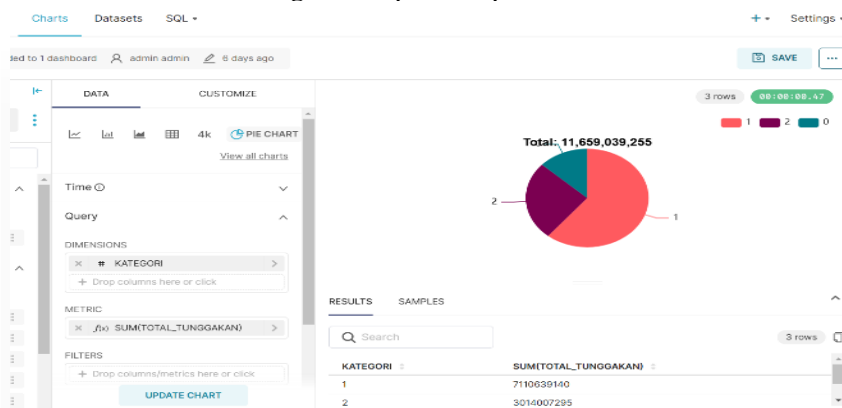 Charts Datasets SQL
+ Settings
ded to 1 dashboard admin admin 6 days ago
SAVE ...
DATA CUSTOMIZE
3 rows 00:00:00.47
1 2 0
4k PIE CHART
View all charts
Total: 11,659,039,255
Time
2
1
Query
DIMENSIONS
× # KATEGORI >
+ Drop columns here or click
METRIC
× f(x) SUM(TOTAL_TUNGGAKAN) >
FILTERS
+ Drop columns/metrics here or click
UPDATE CHART
RESULTS SAMPLES
Search
3 rows
KATEGORI SUM(TOTAL_TUNGGAKAN)
1 7110639140
2 3014007295